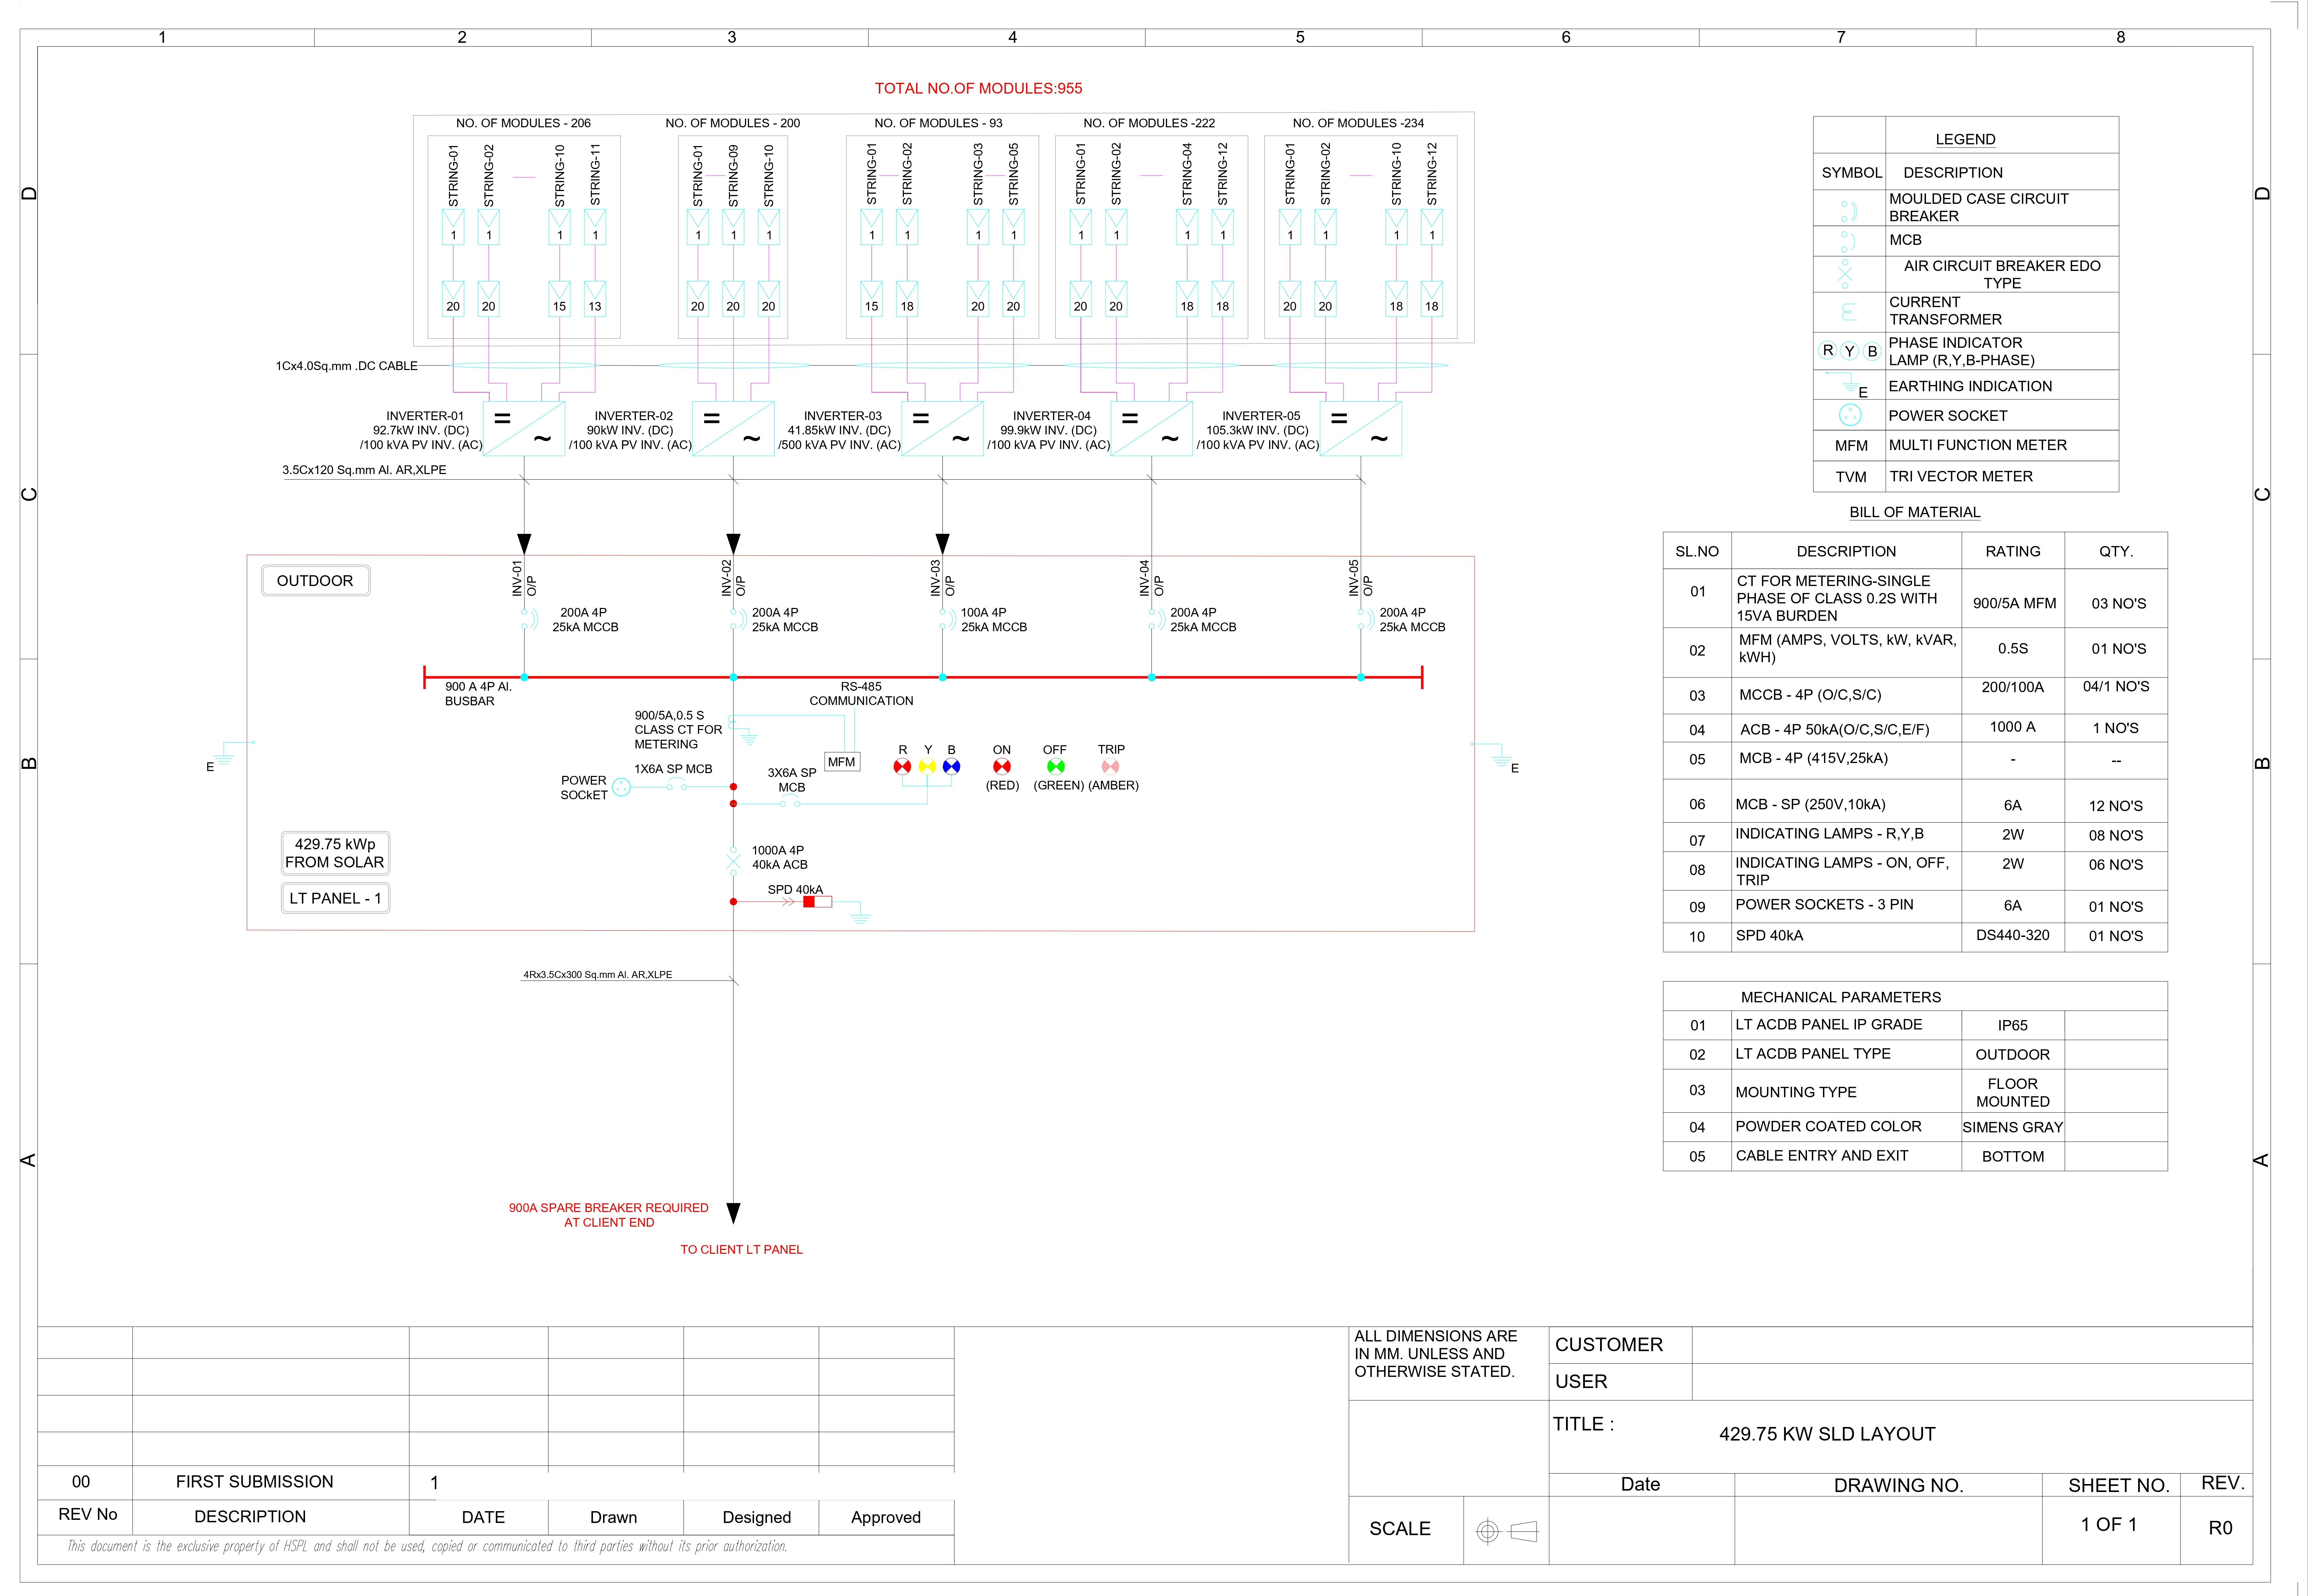 1 2 3 4 5 6 7 8
D
C
B
A
D
C
B
A
TOTAL NO.OF MODULES:955
NO. OF MODULES - 206
NO. OF MODULES - 200
NO. OF MODULES - 93
NO. OF MODULES -222
NO. OF MODULES -234
STRING-01 STRING-02 STRING-10 STRING-11
STRING-01 STRING-09 STRING-10
STRING-01 STRING-02 STRING-03 STRING-05
STRING-01 STRING-02 STRING-04 STRING-12
STRING-01 STRING-02 STRING-10 STRING-12
1 1 1 1 1 1 1 1 1 1 1 1 1 1 1 1 1 1 1
20 20 15 13 20 20 20 15 18 20 20 20 20 18 18 20 20 18 18
1Cx4.0Sq.mm .DC CABLE
INVERTER-01
92.7kW INV. (DC)
/100 kVA PV INV. (AC)
=
~
INVERTER-02
90kW INV. (DC)
/100 kVA PV INV. (AC)
=
~
INVERTER-03
41.85kW INV. (DC)
/500 kVA PV INV. (AC)
=
~
INVERTER-04
99.9kW INV. (DC)
/100 kVA PV INV. (AC)
=
~
INVERTER-05
105.3kW INV. (DC)
/100 kVA PV INV. (AC)
=
~
3.5Cx120 Sq.mm Al. AR,XLPE
OUTDOOR
INV-01
O/P
INV-02
O/P
INV-03
O/P
INV-04
O/P
INV-05
O/P
200A 4P
25kA MCCB
200A 4P
25kA MCCB
100A 4P
25kA MCCB
200A 4P
25kA MCCB
200A 4P
25kA MCCB
900 A 4P Al.
BUSBAR
RS-485
COMMUNICATION
900/5A,0.5 S
CLASS CT FOR
METERING
MFM
R Y B ON OFF TRIP
(RED) (GREEN) (AMBER)
1X6A SP MCB
3X6A SP
MCB
POWER
SOCkET
E
E
429.75 kWp
FROM SOLAR
LT PANEL - 1
1000A 4P
40kA ACB
SPD 40kA
4Rx3.5Cx300 Sq.mm Al. AR,XLPE
900A SPARE BREAKER REQUIRED
AT CLIENT END
TO CLIENT LT PANEL
LEGEND
SYMBOL DESCRIPTION
MOULDED CASE CIRCUIT
BREAKER
MCB
AIR CIRCUIT BREAKER EDO
TYPE
CURRENT
TRANSFORMER
R Y B PHASE INDICATOR
LAMP (R,Y,B-PHASE)
E EARTHING INDICATION
POWER SOCKET
MFM MULTI FUNCTION METER
TVM TRI VECTOR METER
BILL OF MATERIAL
SL.NO DESCRIPTION RATING QTY.
01 CT FOR METERING-SINGLE
PHASE OF CLASS 0.2S WITH
15VA BURDEN 900/5A MFM 03 NO'S
02 MFM (AMPS, VOLTS, kW, kVAR,
kWH) 0.5S 01 NO'S
03 MCCB - 4P (O/C,S/C) 200/100A 04/1 NO'S
04 ACB - 4P 50kA(O/C,S/C,E/F) 1000 A 1 NO'S
05 MCB - 4P (415V,25kA) - --
06 MCB - SP (250V,10kA) 6A 12 NO'S
07 INDICATING LAMPS - R,Y,B 2W 08 NO'S
08 INDICATING LAMPS - ON, OFF,
TRIP 2W 06 NO'S
09 POWER SOCKETS - 3 PIN 6A 01 NO'S
10 SPD 40kA DS440-320 01 NO'S
MECHANICAL PARAMETERS
01 LT ACDB PANEL IP GRADE IP65
02 LT ACDB PANEL TYPE OUTDOOR
03 MOUNTING TYPE FLOOR
MOUNTED
04 POWDER COATED COLOR SIMENS GRAY
05 CABLE ENTRY AND EXIT BOTTOM
00 FIRST SUBMISSION 1
REV No DESCRIPTION DATE Drawn Designed Approved
This document is the exclusive property of HSPL and shall not be used, copied or communicated to third parties without its prior authorization.
ALL DIMENSIONS ARE
IN MM. UNLESS AND
OTHERWISE STATED.
SCALE
CUSTOMER
USER
TITLE :
429.75 KW SLD LAYOUT
Date DRAWING NO. SHEET NO. REV.
1 OF 1 R0